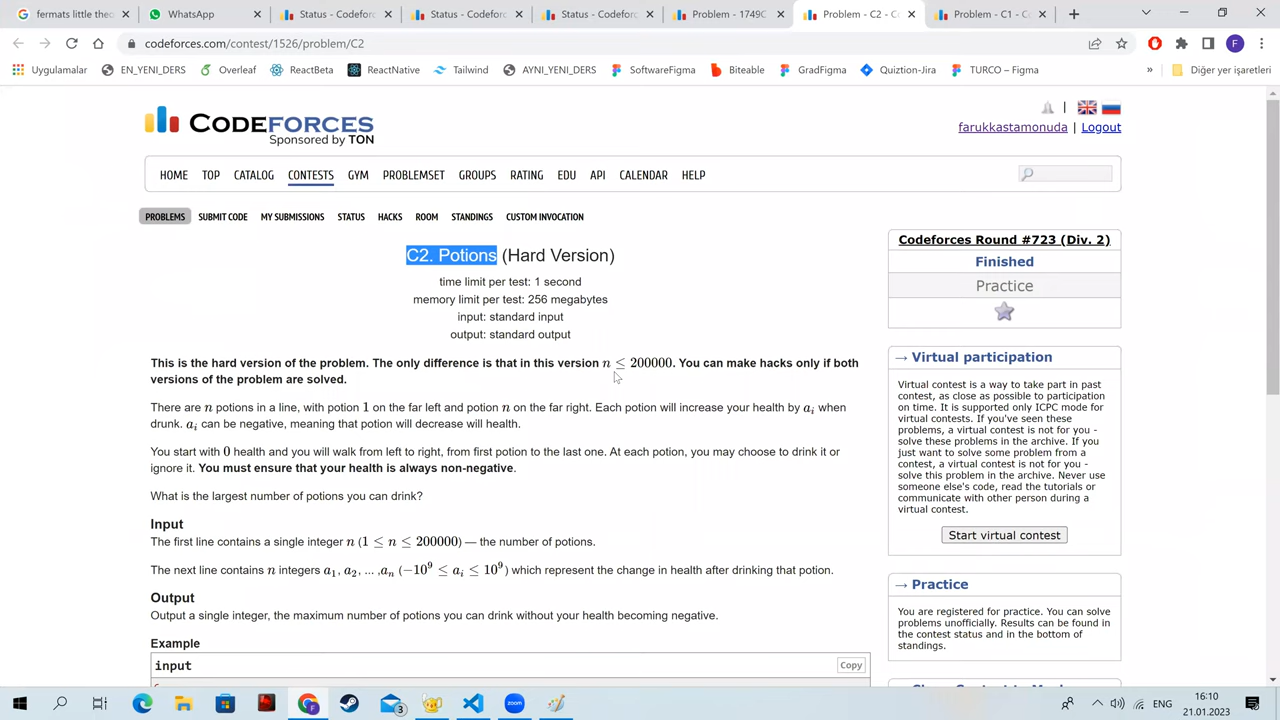 fermats little theo
WhatsApp
Status - Codefor
Status - Codefor
Status - Codeforc
Problem - 1749C
Problem - C2 - C
Problem - C1 - C
codeforces.com/contest/1526/problem/C2
F
Uygulamalar
EN_YENI_DERS
Overleaf
ReactBeta
ReactNative
Tailwind
AYNI_YENI_DERS
SoftwareFigma
Biteable
GradFigma
Quiztion-Jira
TURCO – Figma
»
Diğer yer işaretleri
CODEFORCES
Sponsored by TON
farukkastamonuda | Logout
HOME TOP CATALOG CONTESTS GYM PROBLEMSET GROUPS RATING EDU API CALENDAR HELP
PROBLEMS SUBMIT CODE MY SUBMISSIONS STATUS HACKS ROOM STANDINGS CUSTOM INVOCATION
C2. Potions (Hard Version)
time limit per test: 1 second
memory limit per test: 256 megabytes
input: standard input
output: standard output
This is the hard version of the problem. The only difference is that in this version n ≤ 200000. You can make hacks only if both
versions of the problem are solved.
There are n potions in a line, with potion 1 on the far left and potion n on the far right. Each potion will increase your health by aᵢ when
drunk. aᵢ can be negative, meaning that potion will decrease will health.
You start with 0 health and you will walk from left to right, from first potion to the last one. At each potion, you may choose to drink it or
ignore it. You must ensure that your health is always non-negative.
What is the largest number of potions you can drink?
Input
The first line contains a single integer n (1 ≤ n ≤ 200000) — the number of potions.
The next line contains n integers a₁, a₂, ... ,aₙ (−10⁹ ≤ aᵢ ≤ 10⁹) which represent the change in health after drinking that potion.
Output
Output a single integer, the maximum number of potions you can drink without your health becoming negative.
Example
input
Copy
Codeforces Round #723 (Div. 2)
Finished
Practice
→ Virtual participation
Virtual contest is a way to take part in past
contest, as close as possible to participation
on time. It is supported only ICPC mode for
virtual contests. If you've seen these
problems, a virtual contest is not for you -
solve these problems in the archive. If you
just want to solve some problem from a
contest, a virtual contest is not for you -
solve this problem in the archive. Never use
someone else's code, read the tutorials or
communicate with other person during a
virtual contest.
Start virtual contest
→ Practice
You are registered for practice. You can solve
problems unofficially. Results can be found in
the contest status and in the bottom of
standings.
3
zoom
ENG
16:10
21.01.2023